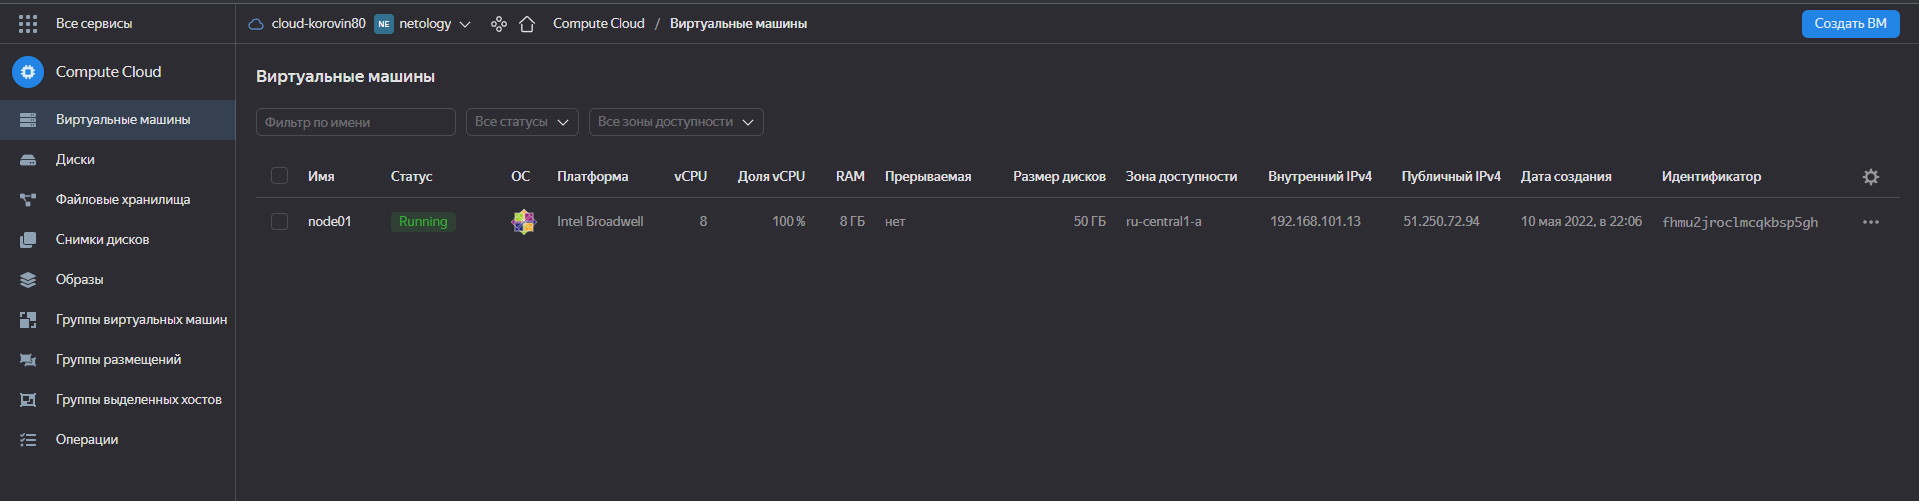 Все сервисы
cloud-korovin80 NE netology Compute Cloud / Виртуальные машины Создать ВМ
Compute Cloud
Виртуальные машины
Диски
Файловые хранилища
Снимки дисков
Образы
Группы виртуальных машин
Группы размещений
Группы выделенных хостов
Операции
Виртуальные машины
Фильтр по имени Все статусы Все зоны доступности
Имя Статус ОС Платформа vCPU Доля vCPU RAM Прерываемая Размер дисков Зона доступности Внутренний IPv4 Публичный IPv4 Дата создания Идентификатор
node01 Running Intel Broadwell 8 100 % 8 ГБ нет 50 ГБ ru-central1-a 192.168.101.13 51.250.72.94 10 мая 2022, в 22:06 fhmu2jroclmcqkbsp5gh